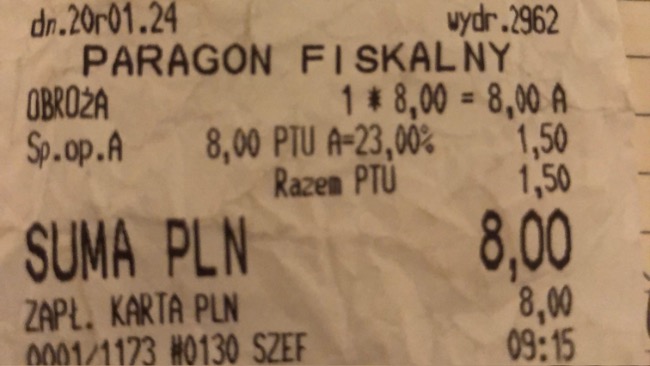 dn.20r01.24 wydr.2962
PARAGON FISKALNY
OBROŻA 1 * 8,00 = 8,00 A
Sp.op.A 8,00 PTU A=23,00% 1,50
Razem PTU 1,50
SUMA PLN 8,00
ZAPŁ. KARTA PLN 8,00
0001/1173 #0130 SZEF 09:15